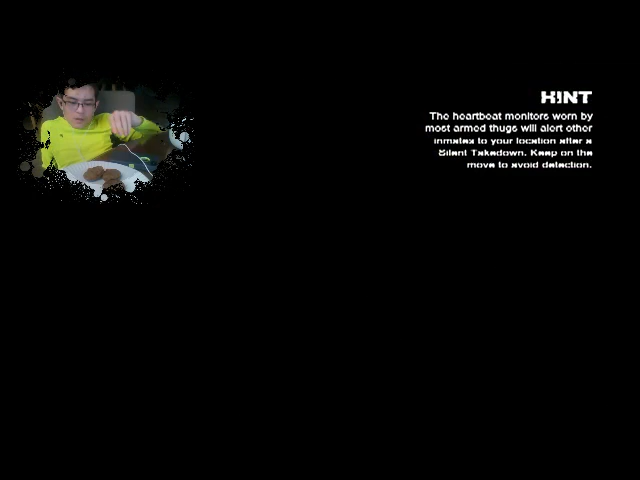 HINT
The heartbeat monitors worn by
most armed thugs will alert other
inmates to your location after a
Silent Takedown. Keep on the
move to avoid detection.